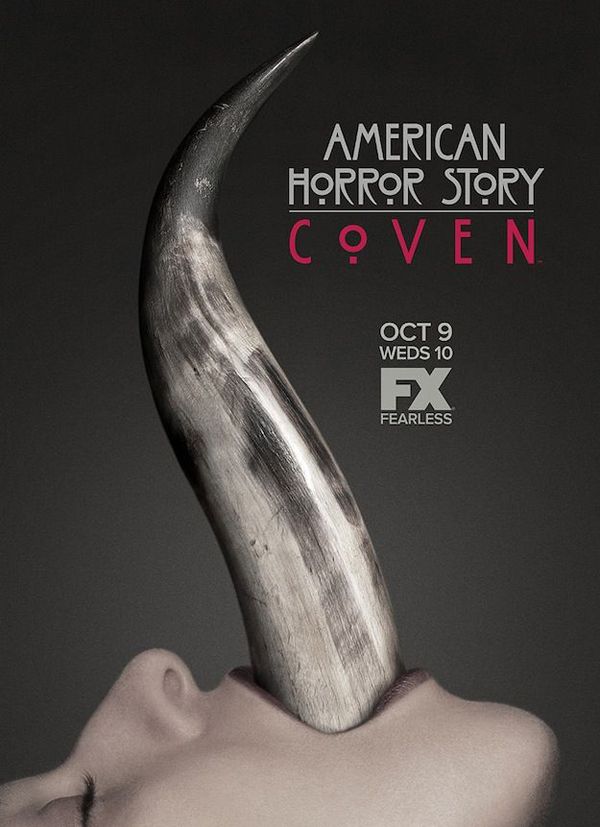 AMERICAN
HORROR STORY
COVEN
OCT 9
WEDS 10
FX
FEARLESS